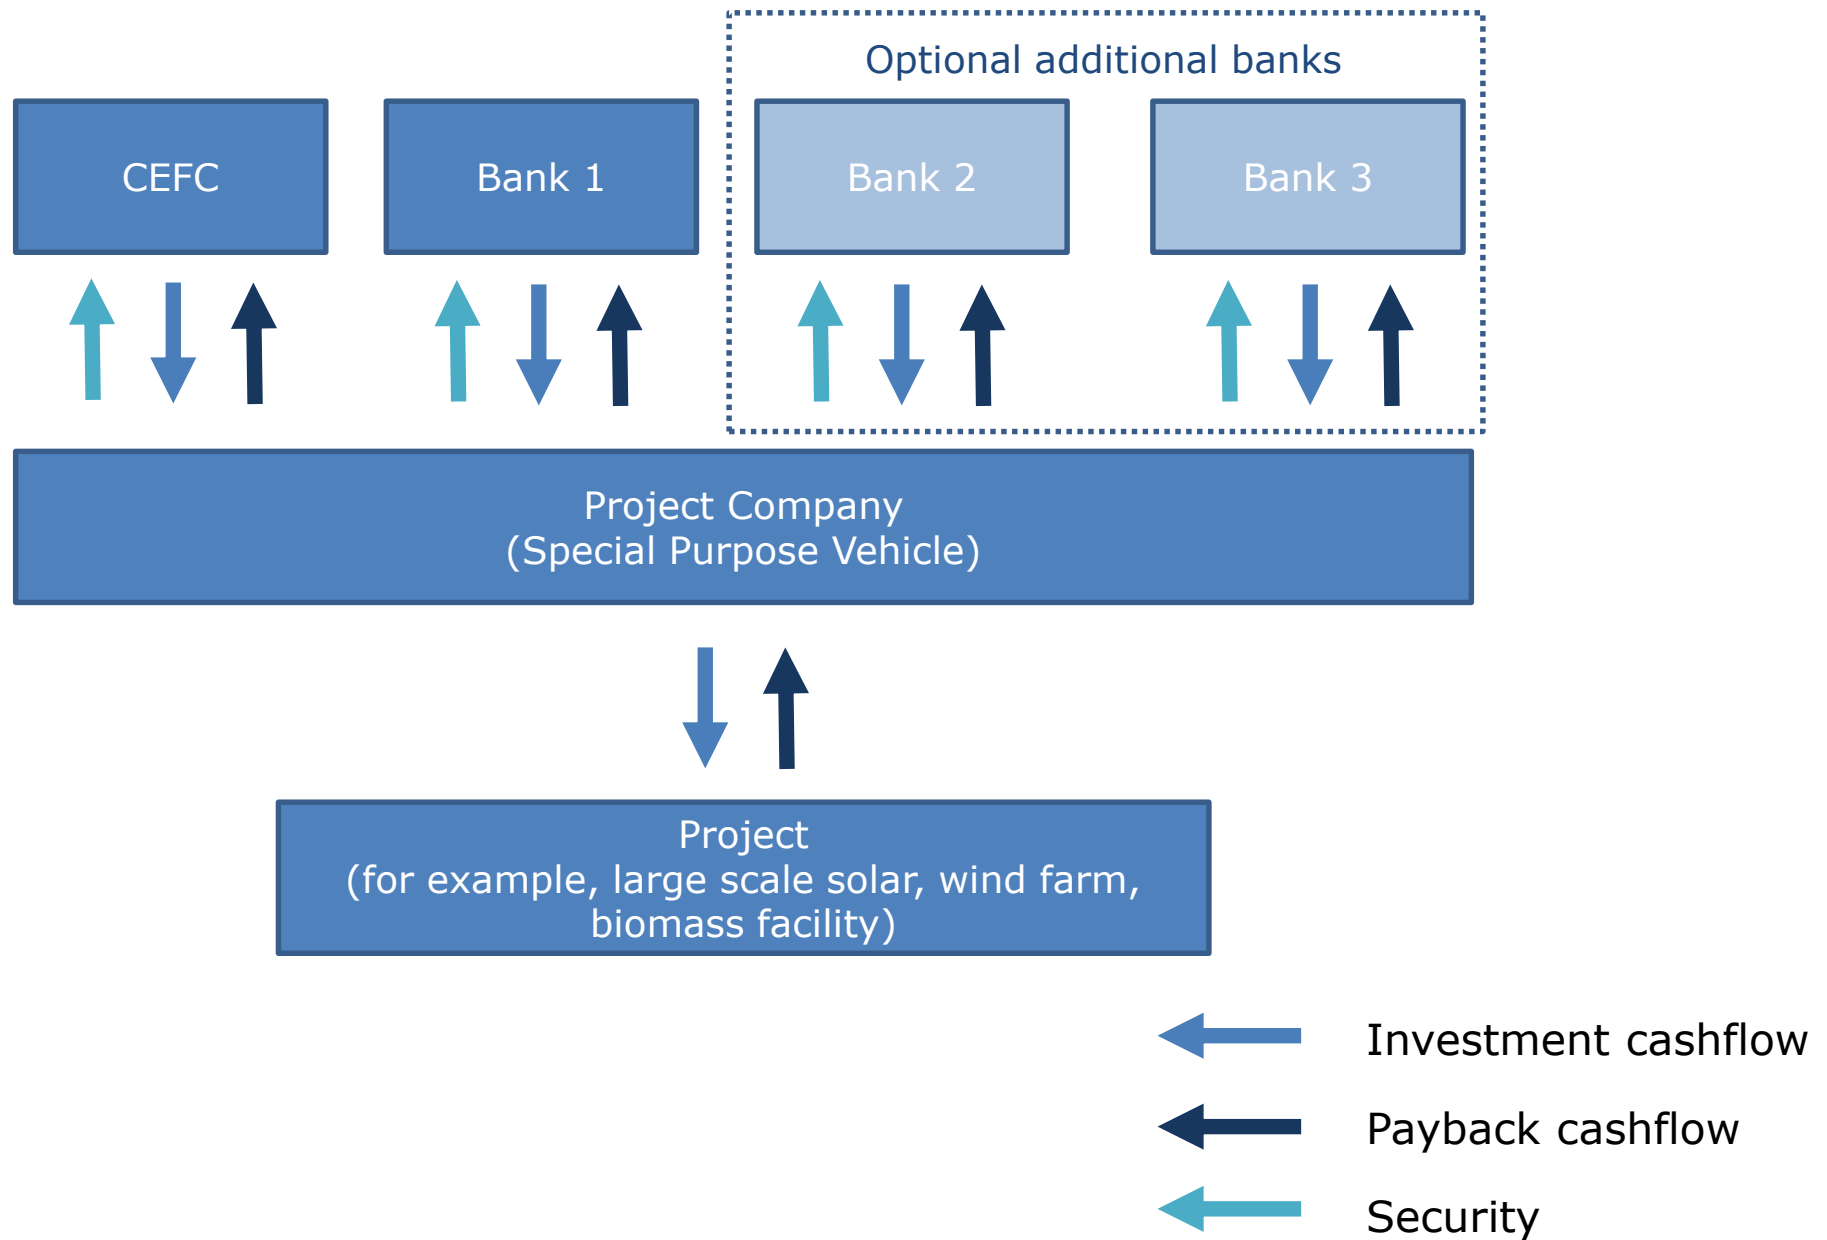 Optional additional banks
CEFC
Bank 1
Bank 2
Bank 3
Project Company
(Special Purpose Vehicle)
Project
(for example, large scale solar, wind farm,
biomass facility)
Investment cashflow
Payback cashflow
Security